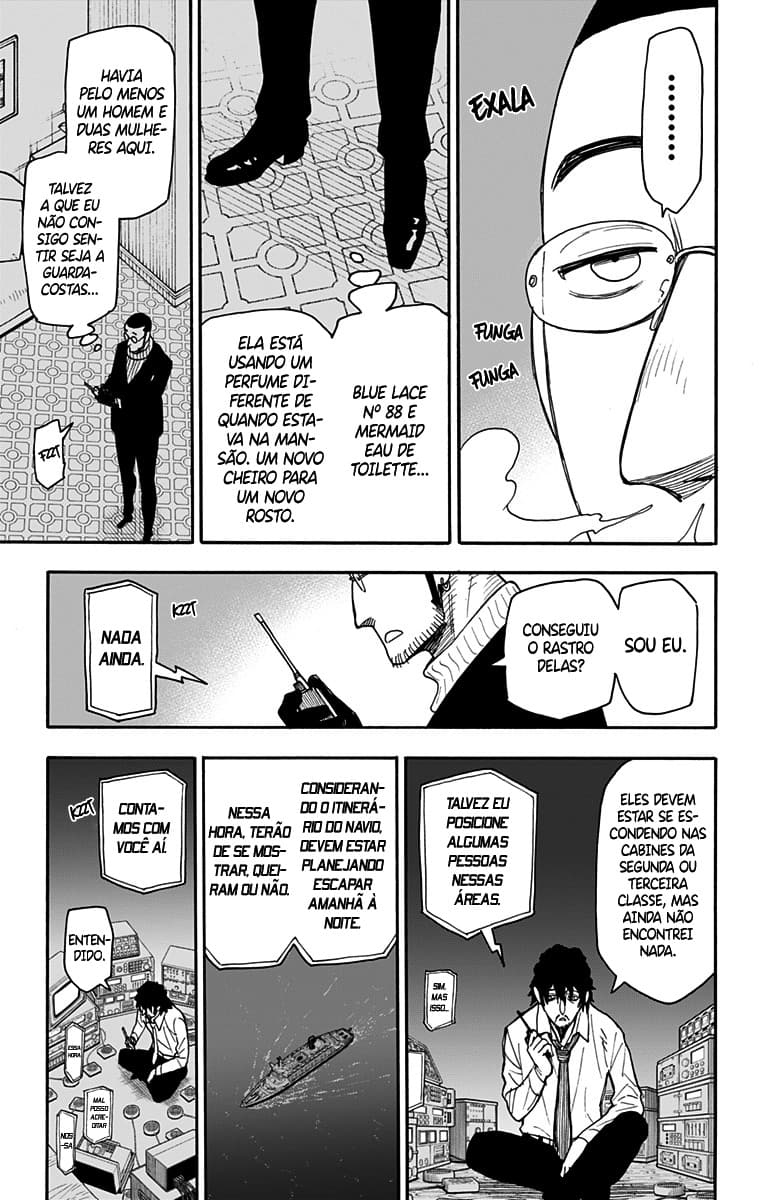 ........
EXALA
FUNGA
FUNGA
BLUE LACE
Nº 88 E
MERMAID
EAU DE
TOILETTE...
ELA ESTÁ
USANDO UM
PERFUME DI-
FERENTE DE
QUANDO ESTA-
VA NA MAN-
SÃO. UM NOVO
CHEIRO PARA
UM NOVO
ROSTO.
HAVIA
PELO MENOS
UM HOMEM E
DUAS MULHE-
RES AQUI.
TALVEZ
A QUE EU
NÃO CON-
SIGO SEN-
TIR SEJA A
GUARDA-
COSTAS...
FZZT
SOU EU.
CONSEGUIU
O RASTRO
DELAS?
KZZT
NADA
AINDA.
ELES DEVEM
ESTAR SE ES-
CONDENDO NAS
CABINES DA
SEGUNDA OU
TERCEIRA
CLASSE, MAS
AINDA NÃO
ENCONTREI
NADA.
TALVEZ EU
POSICIONE
ALGUMAS
PESSOAS
NESSAS
ÁREAS.
SIM,
MAS
ISSO...
CONSIDERAN-
DO O ITINERÁ-
RIO DO NAVIO,
DEVEM ESTAR
PLANEJANDO
ESCAPAR
AMANHÃ À
NOITE.
NESSA
HORA, TERÃO
DE SE MOS-
TRAR, QUEI-
RAM OU NÃO.
KZZT
CONTA-
MOS COM
VOCÊ AÍ.
ENTEN-
DIDO.
ESSA
HORA
MAL
POSSO
ACRE-
DITAR
NOS-
SA